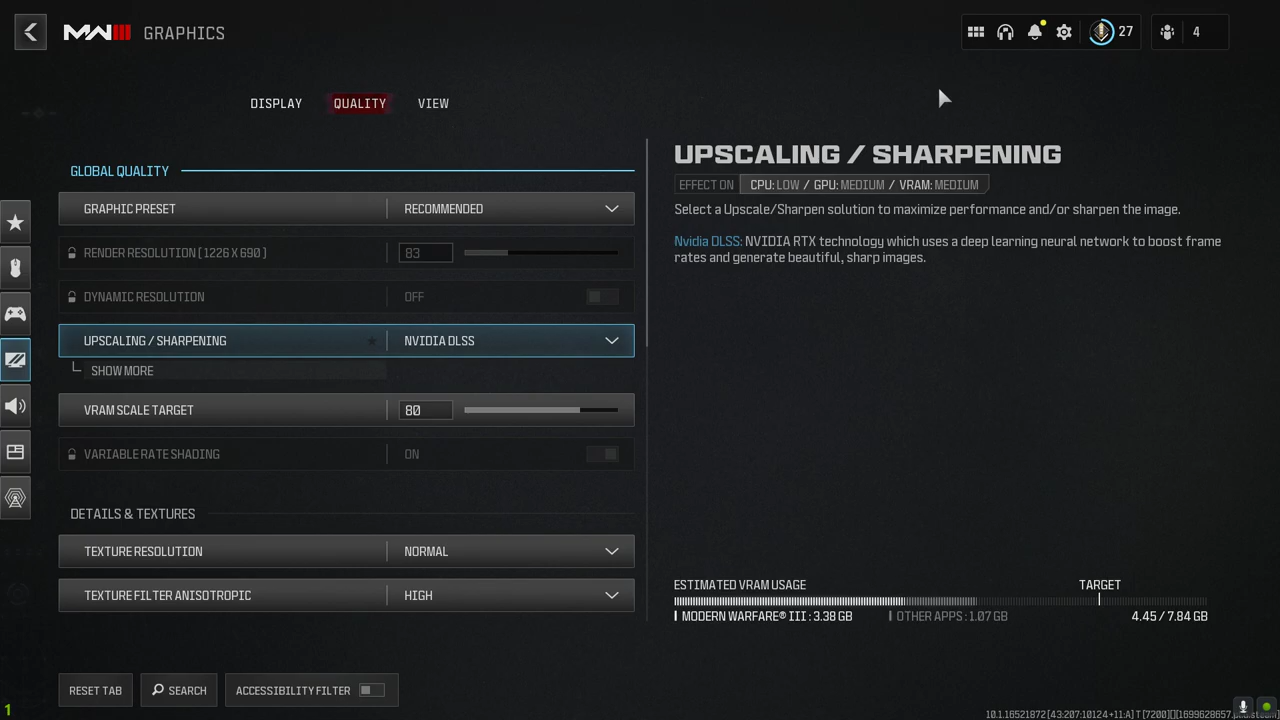 MWIII GRAPHICS
27
4
DISPLAY QUALITY VIEW
GLOBAL QUALITY
GRAPHIC PRESET RECOMMENDED
RENDER RESOLUTION [ 1226 X 690 ] 83
DYNAMIC RESOLUTION OFF
UPSCALING / SHARPENING NVIDIA DLSS
SHOW MORE
VRAM SCALE TARGET 80
VARIABLE RATE SHADING ON
DETAILS & TEXTURES
TEXTURE RESOLUTION NORMAL
TEXTURE FILTER ANISOTROPIC HIGH
UPSCALING / SHARPENING
EFFECT ON CPU: LOW / GPU: MEDIUM / VRAM: MEDIUM
Select a Upscale/Sharpen solution to maximize performance and/or sharpen the image.
Nvidia DLSS: NVIDIA RTX technology which uses a deep learning neural network to boost frame
rates and generate beautiful, sharp images.
ESTIMATED VRAM USAGE TARGET
MODERN WARFARE® III : 3.38 GB OTHER APPS : 1.07 GB 4.45 / 7.84 GB
RESET TAB SEARCH ACCESSIBILITY FILTER
1